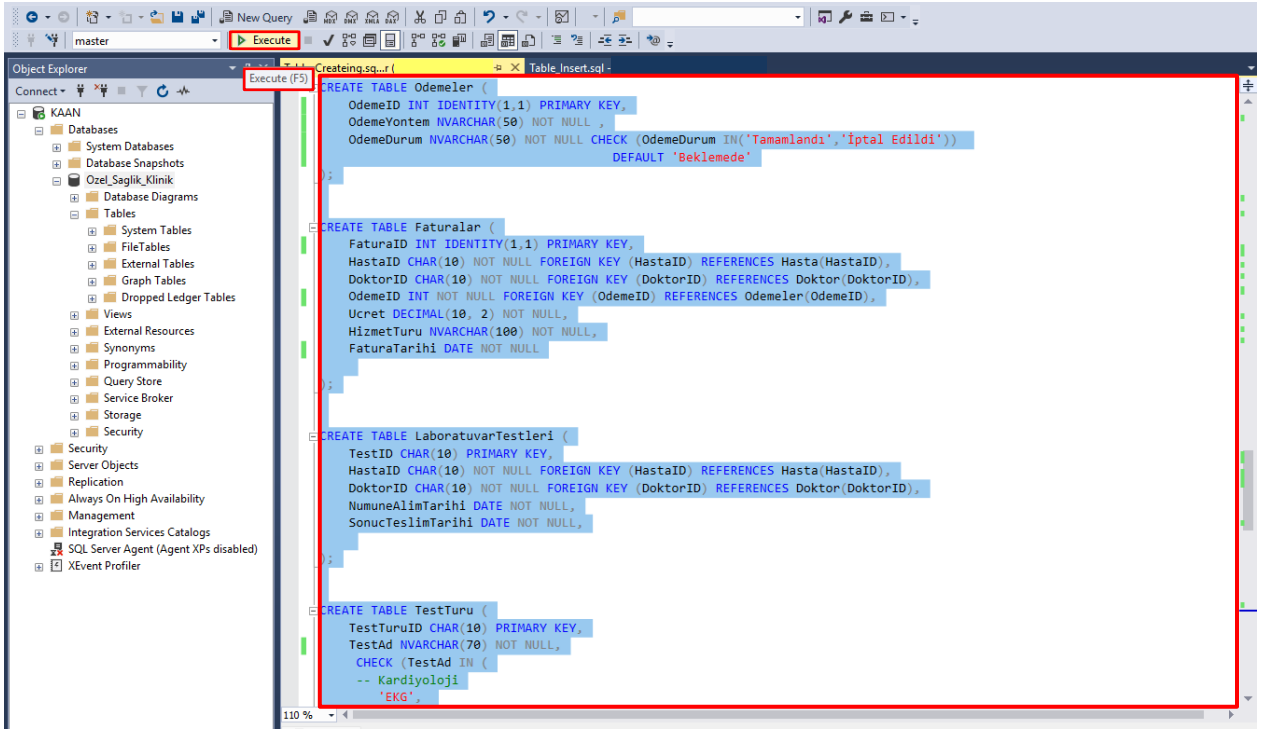 New Query
master
Execute
Execute (F5)
Object Explorer
Connect
KAAN
Databases
System Databases
Database Snapshots
Ozel_Saglik_Klinik
Database Diagrams
Tables
System Tables
FileTables
External Tables
Graph Tables
Dropped Ledger Tables
Views
External Resources
Synonyms
Programmability
Query Store
Service Broker
Storage
Security
Security
Server Objects
Replication
Always On High Availability
Management
Integration Services Catalogs
SQL Server Agent (Agent XPs disabled)
XEvent Profiler
Createing.sq...r (
Table_Insert.sql -
CREATE TABLE Odemeler (
OdemeID INT IDENTITY(1,1) PRIMARY KEY,
OdemeYontem NVARCHAR(50) NOT NULL ,
OdemeDurum NVARCHAR(50) NOT NULL CHECK (OdemeDurum IN('Tamamlandı','İptal Edildi'))
DEFAULT 'Beklemede'
);
CREATE TABLE Faturalar (
FaturaID INT IDENTITY(1,1) PRIMARY KEY,
HastaID CHAR(10) NOT NULL FOREIGN KEY (HastaID) REFERENCES Hasta(HastaID),
DoktorID CHAR(10) NOT NULL FOREIGN KEY (DoktorID) REFERENCES Doktor(DoktorID),
OdemeID INT NOT NULL FOREIGN KEY (OdemeID) REFERENCES Odemeler(OdemeID),
Ucret DECIMAL(10, 2) NOT NULL,
HizmetTuru NVARCHAR(100) NOT NULL,
FaturaTarihi DATE NOT NULL
);
CREATE TABLE LaboratuvarTestleri (
TestID CHAR(10) PRIMARY KEY,
HastaID CHAR(10) NOT NULL FOREIGN KEY (HastaID) REFERENCES Hasta(HastaID),
DoktorID CHAR(10) NOT NULL FOREIGN KEY (DoktorID) REFERENCES Doktor(DoktorID),
NumuneAlimTarihi DATE NOT NULL,
SonucTeslimTarihi DATE NOT NULL,
);
CREATE TABLE TestTuru (
TestTuruID CHAR(10) PRIMARY KEY,
TestAd NVARCHAR(70) NOT NULL,
CHECK (TestAd IN (
-- Kardiyoloji
'EKG',
110 %